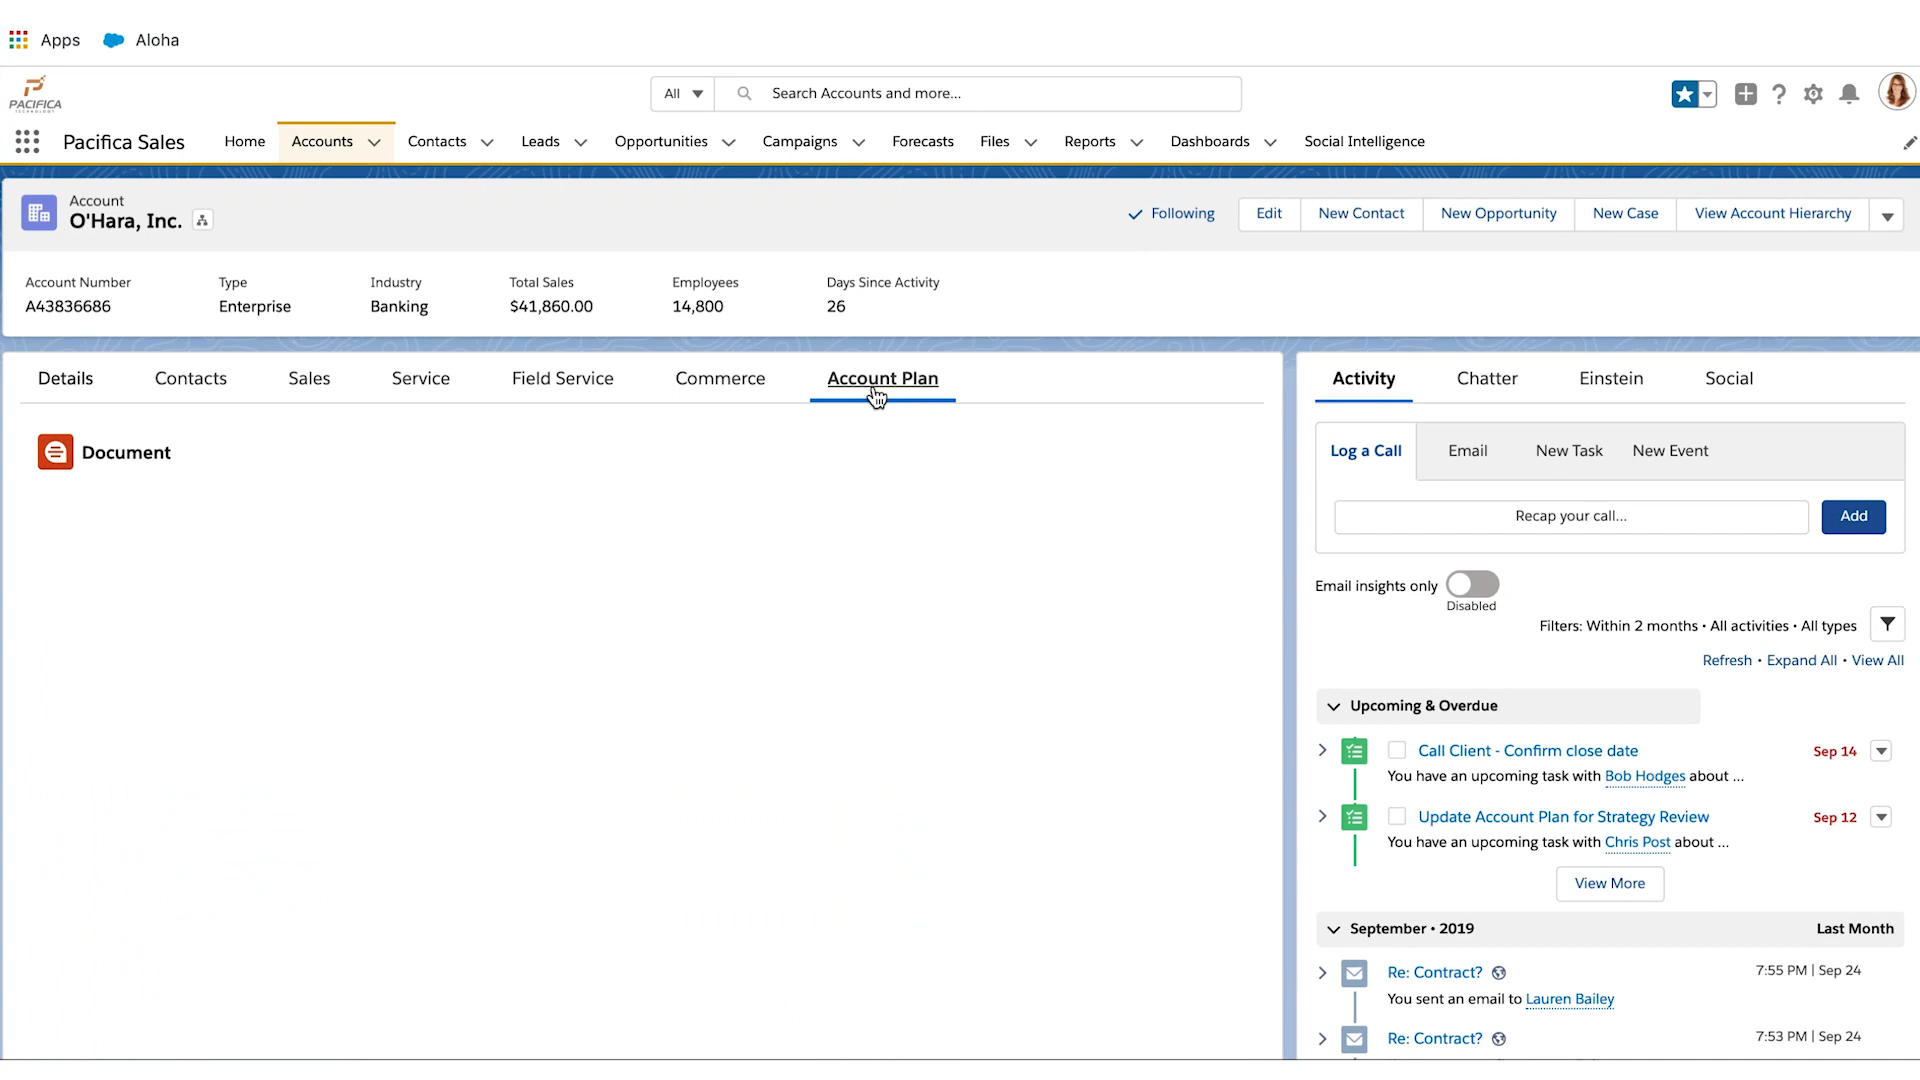 Apps
Aloha
PACIFICA
TECHNOLOGY
All
Search Accounts and more...
Pacifica Sales
Home
Accounts
Contacts
Leads
Opportunities
Campaigns
Forecasts
Files
Reports
Dashboards
Social Intelligence
Account
O'Hara, Inc.
Following
Edit
New Contact
New Opportunity
New Case
View Account Hierarchy
Account Number
A43836686
Type
Enterprise
Industry
Banking
Total Sales
$41,860.00
Employees
14,800
Days Since Activity
26
Details
Contacts
Sales
Service
Field Service
Commerce
Account Plan
Document
Activity
Chatter
Einstein
Social
Log a Call
Email
New Task
New Event
Recap your call...
Add
Email insights only
Disabled
Filters: Within 2 months • All activities • All types
Refresh • Expand All • View All
Upcoming & Overdue
Call Client - Confirm close date
Sep 14
You have an upcoming task with Bob Hodges about ...
Update Account Plan for Strategy Review
Sep 12
You have an upcoming task with Chris Post about ...
View More
September • 2019
Last Month
Re: Contract?
7:55 PM | Sep 24
You sent an email to Lauren Bailey
Re: Contract?
7:53 PM | Sep 24